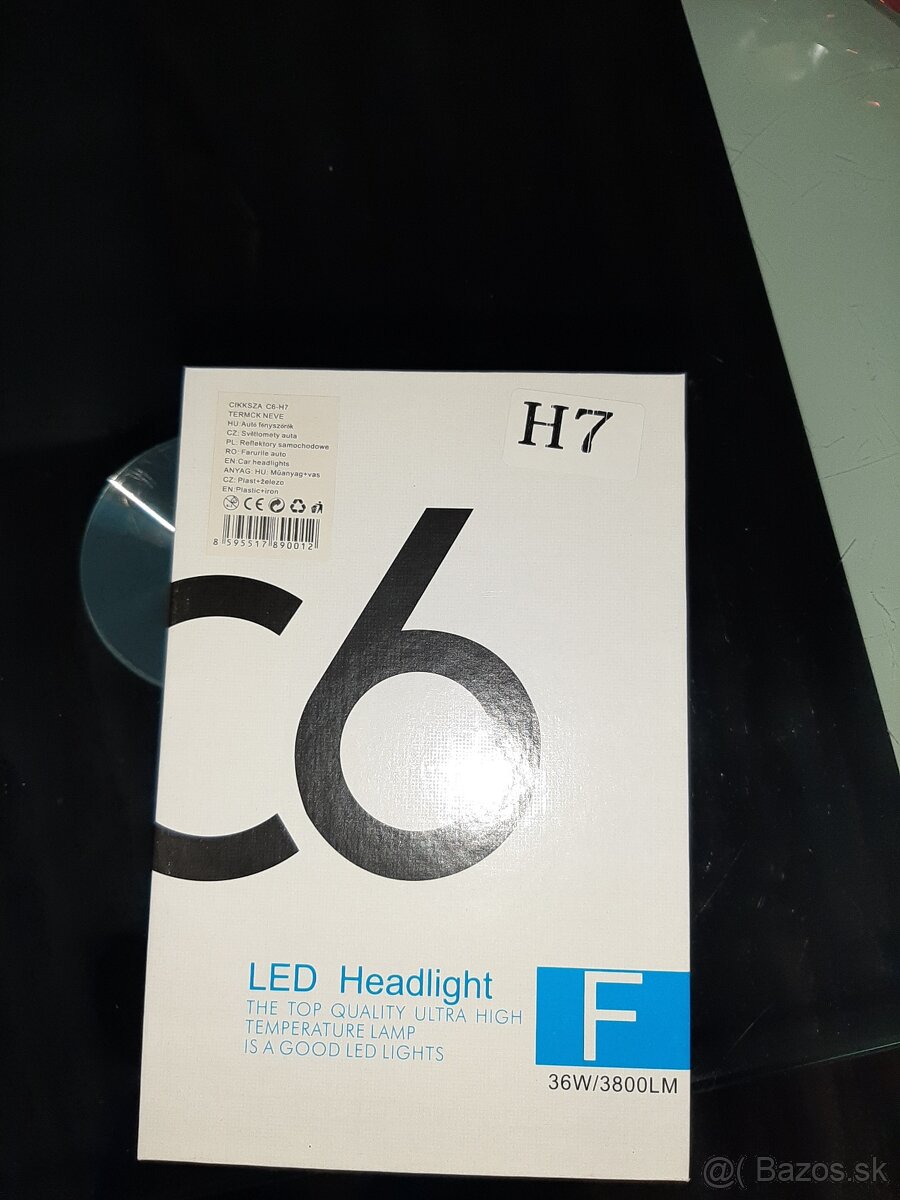 CIKKSZA C6-H7
TERMCK NEVE
HU: Autó fényszórók
CZ: Světlomety auta
PL: Reflektory samochodowe
RO: Farurile auto
EN:Car headlights
ANYAG: HU: Műanyag+vas
CZ: Plast+železo
EN:Plastic+iron
CE
8 595517 890012
H7
C6
LED Headlight
THE TOP QUALITY ULTRA HIGH
TEMPERATURE LAMP
IS A GOOD LED LIGHTS
F
36W/3800LM
@( Bazos.sk